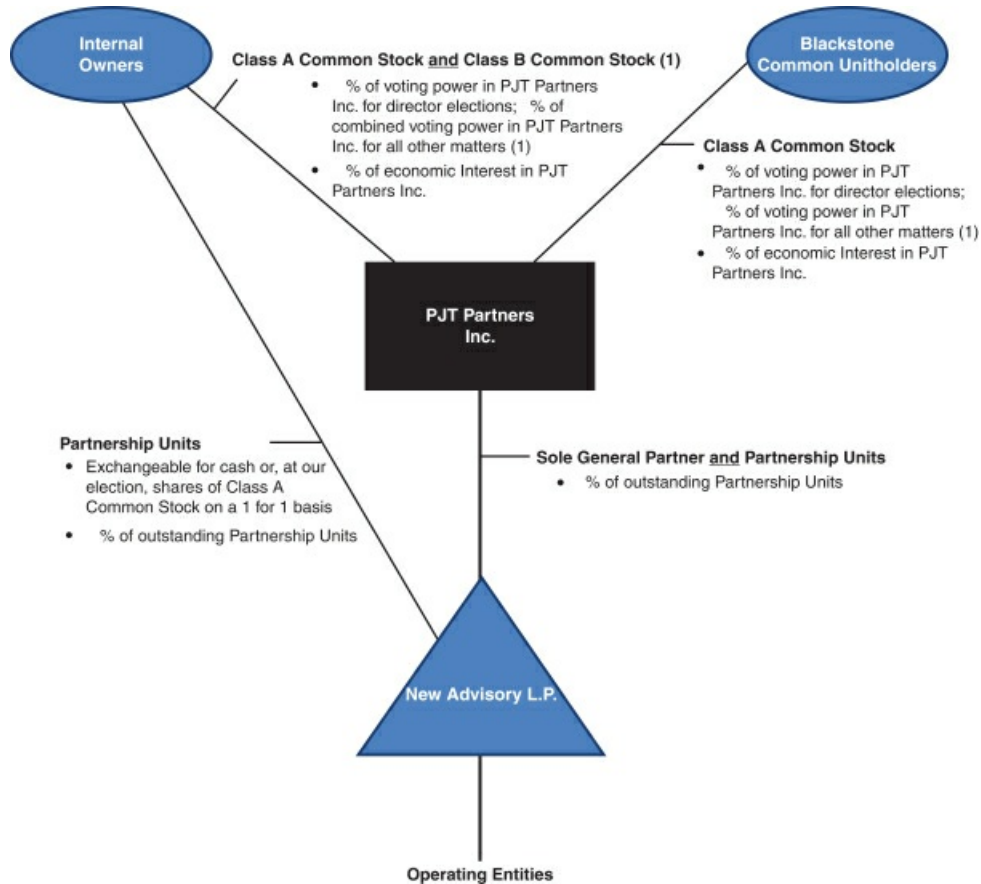 Internal
Owners
Blackstone
Common Unitholders
Class A Common Stock and Class B Common Stock (1)
• % of voting power in PJT Partners
Inc. for director elections; % of
combined voting power in PJT Partners
Inc. for all other matters (1)
• % of economic Interest in PJT
Partners Inc.
Class A Common Stock
• % of voting power in PJT
Partners Inc. for director elections;
% of voting power in PJT
Partners Inc. for all other matters (1)
• % of economic Interest in PJT
Partners Inc.
PJT Partners
Inc.
Partnership Units
• Exchangeable for cash or, at our
election, shares of Class A
Common Stock on a 1 for 1 basis
• % of outstanding Partnership Units
Sole General Partner and Partnership Units
• % of outstanding Partnership Units
New Advisory L.P.
Operating Entities